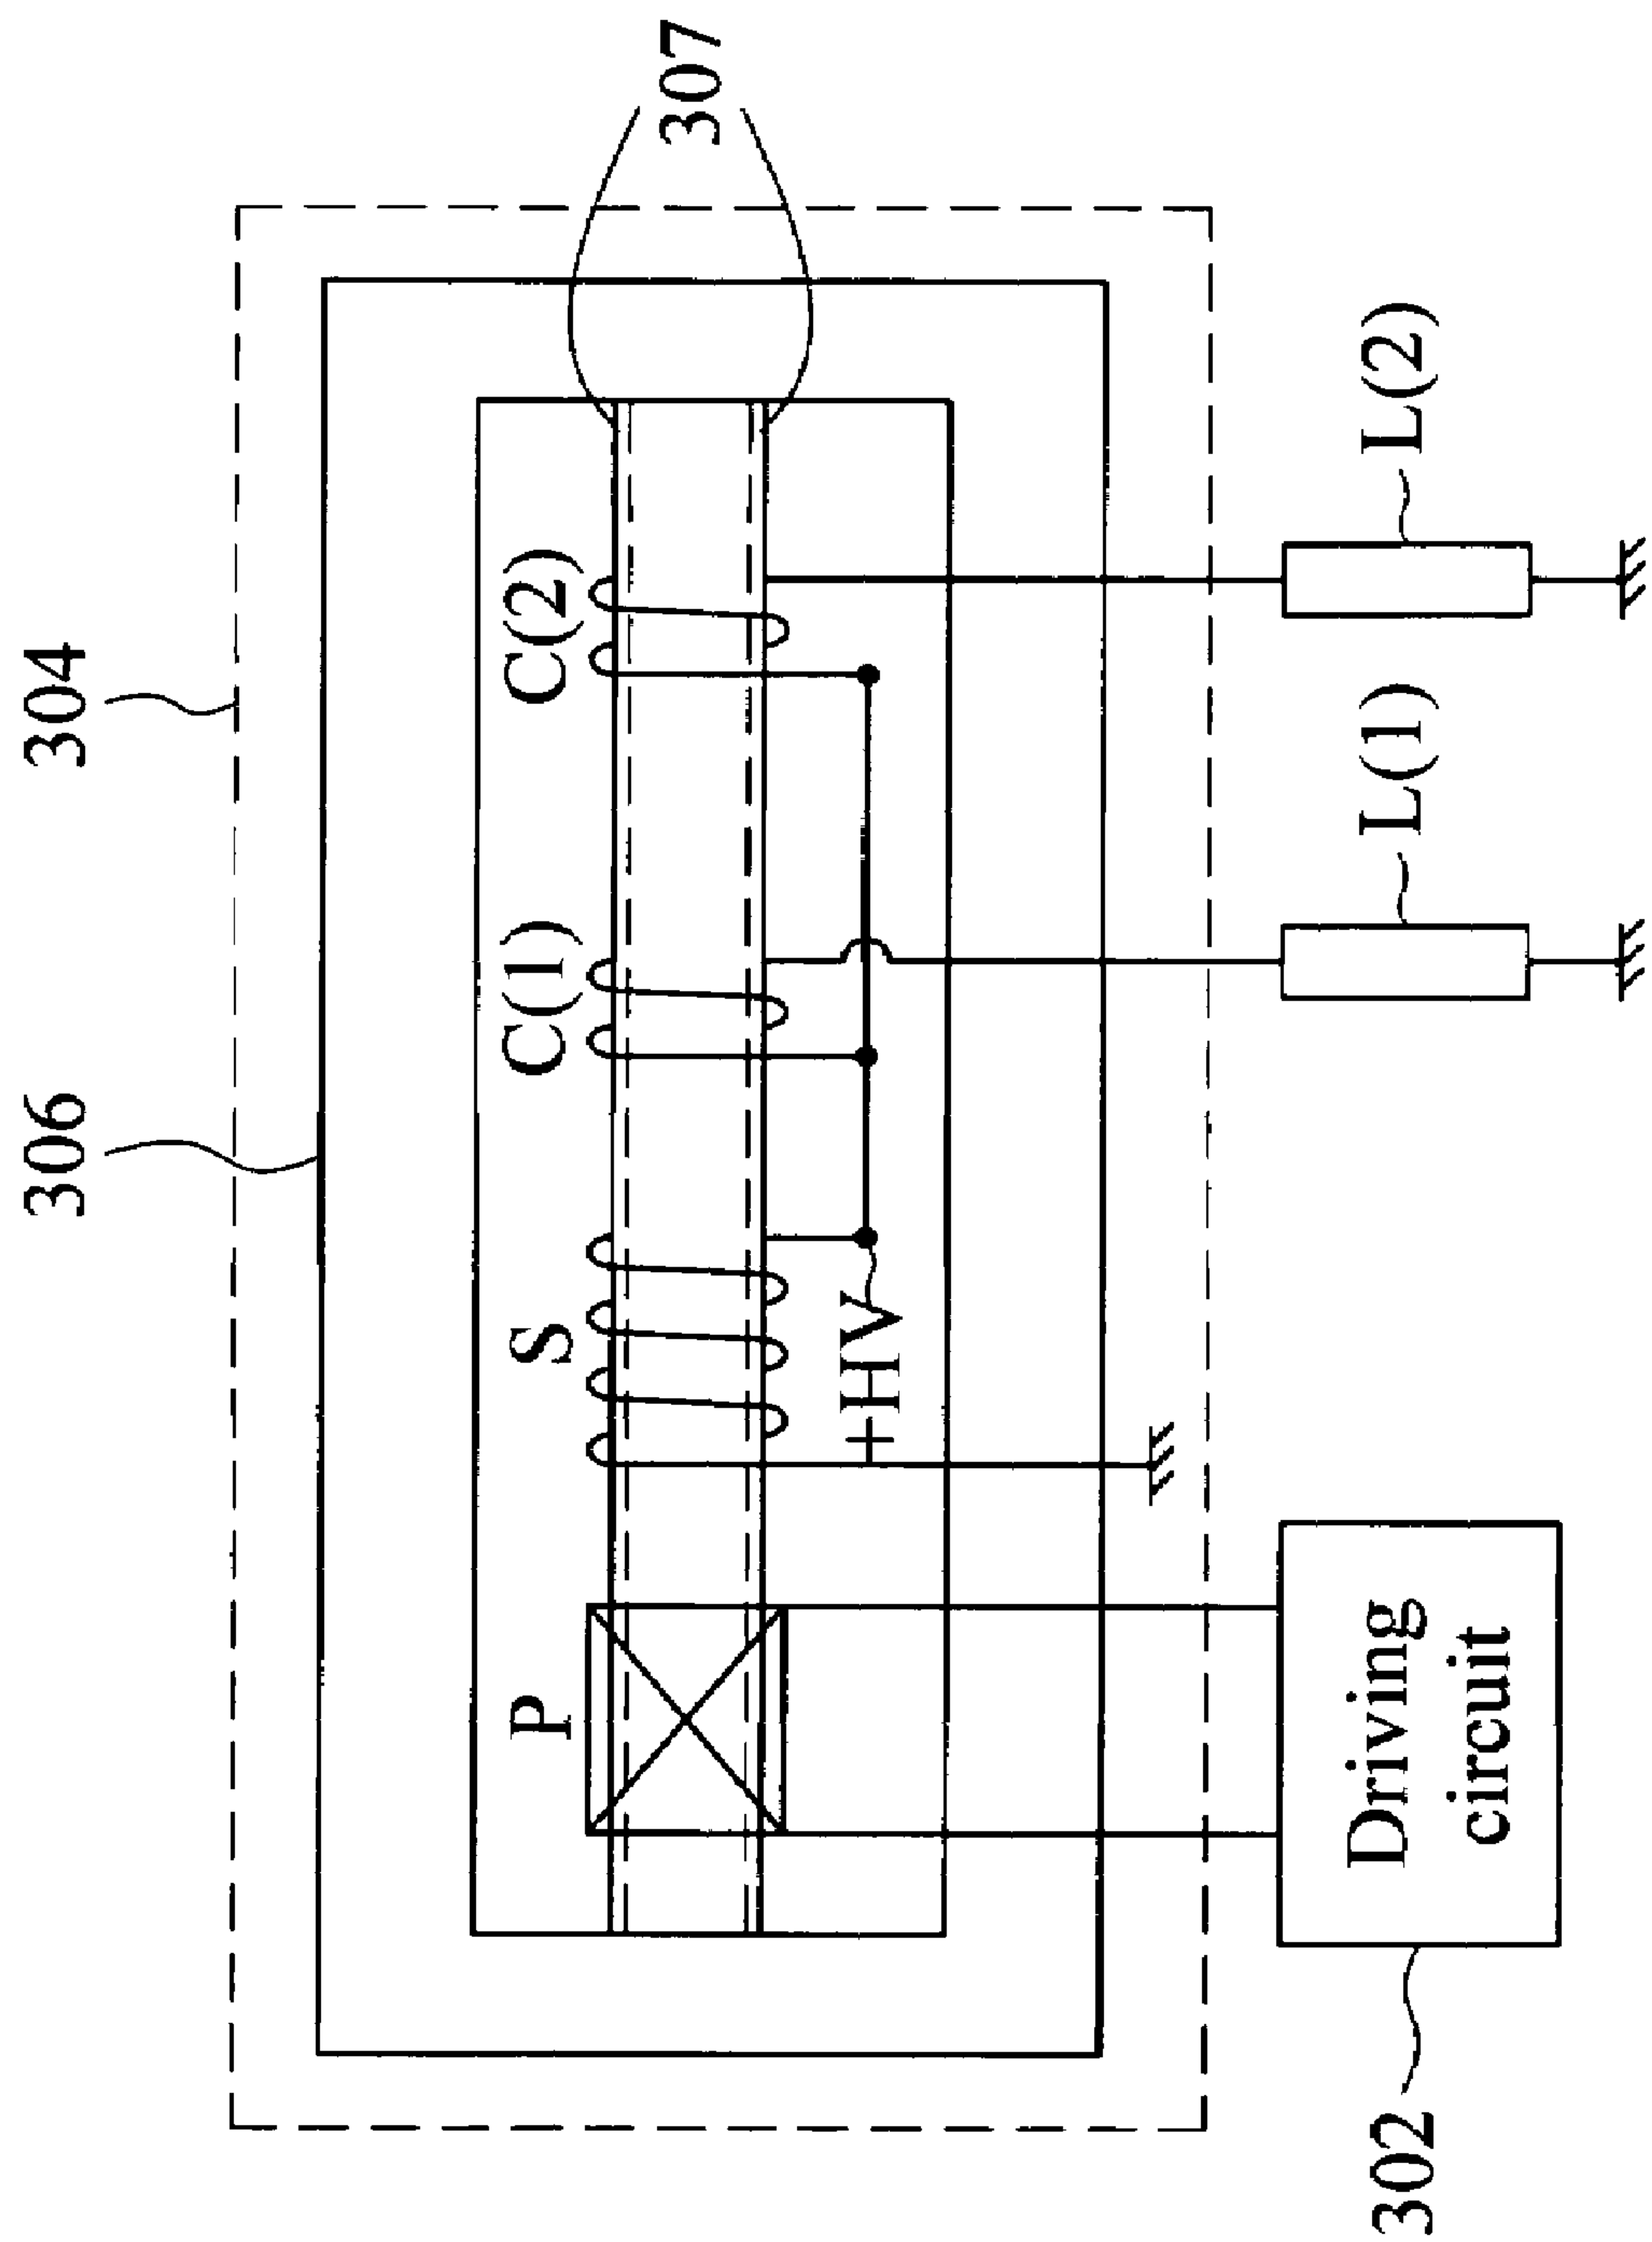 304
306
307
C(2)
C(1)
S
P
+HV
L(2)
L(1)
Driving
circuit
302